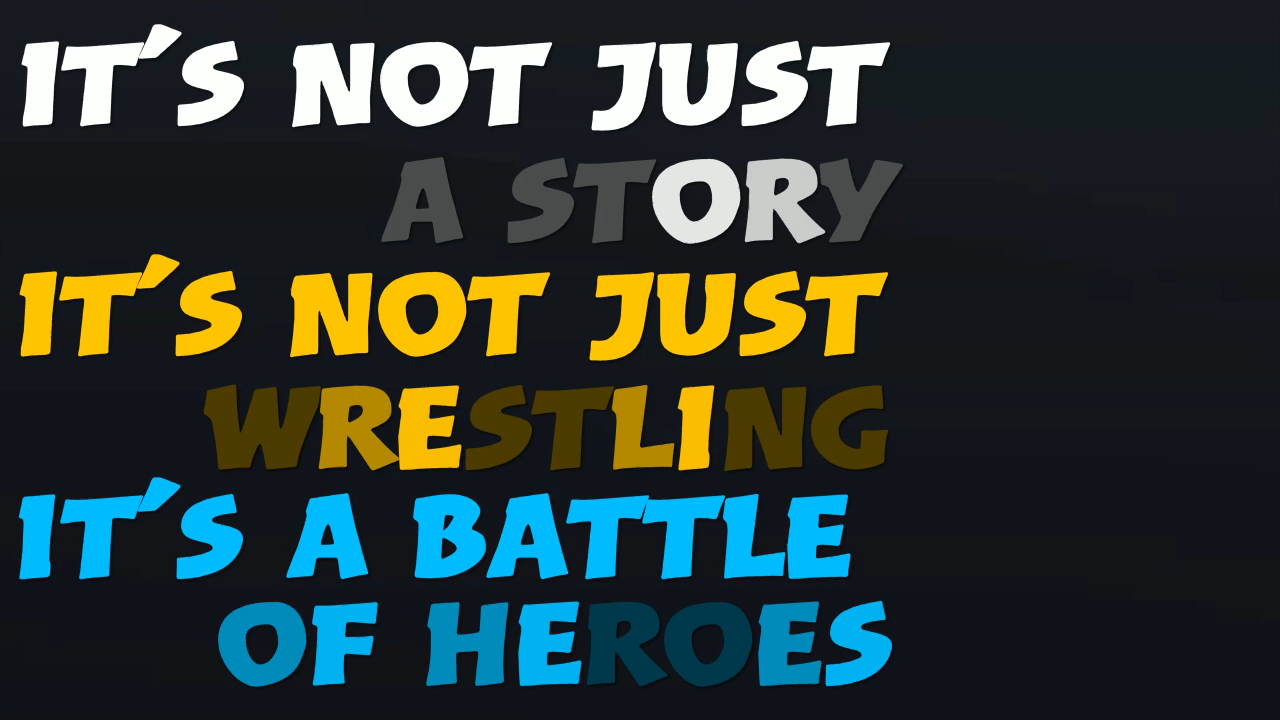 IT'S NOT JUST
A STORY
IT'S NOT JUST
WRESTLING
IT'S A BATTLE
OF HEROES